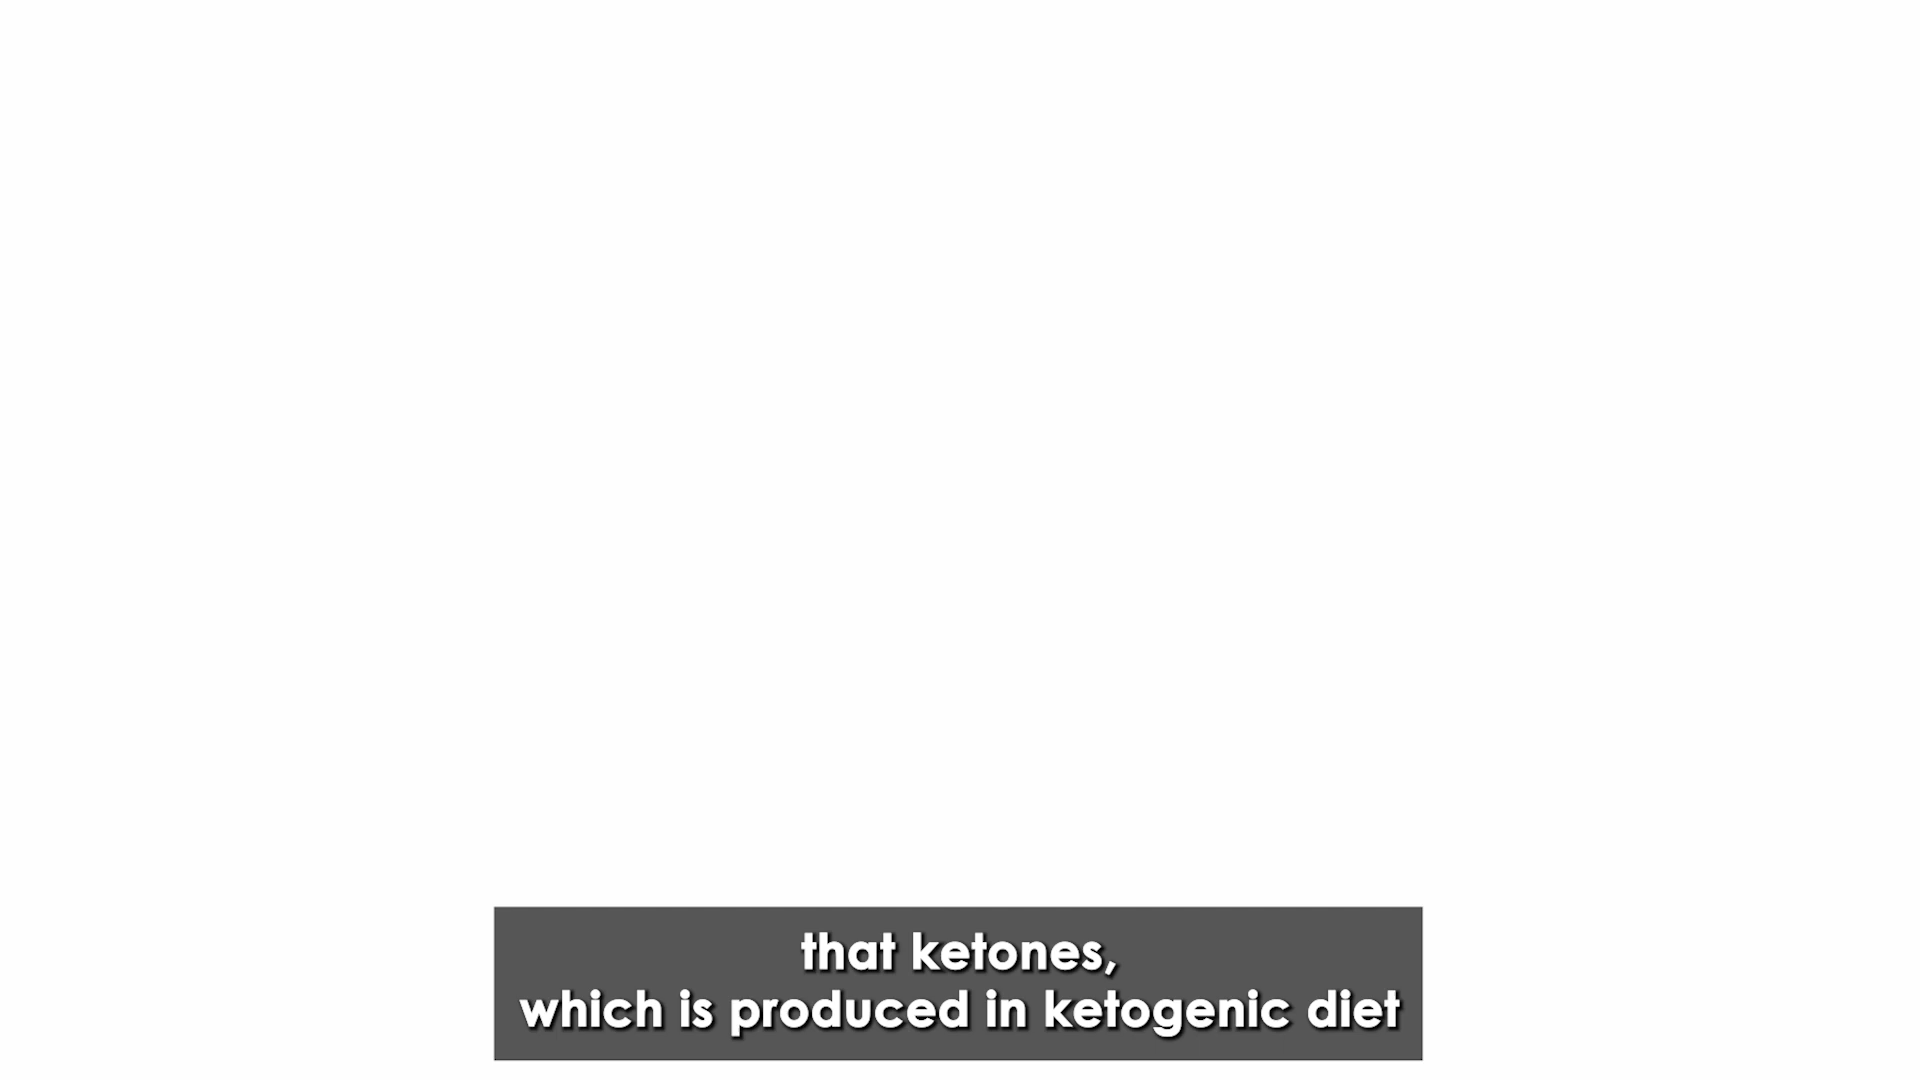 that ketones,
which is produced in ketogenic diet